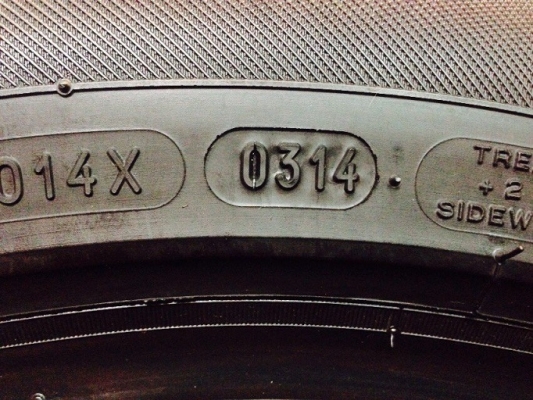 014X
0314
TRE
+ 2
SIDEW